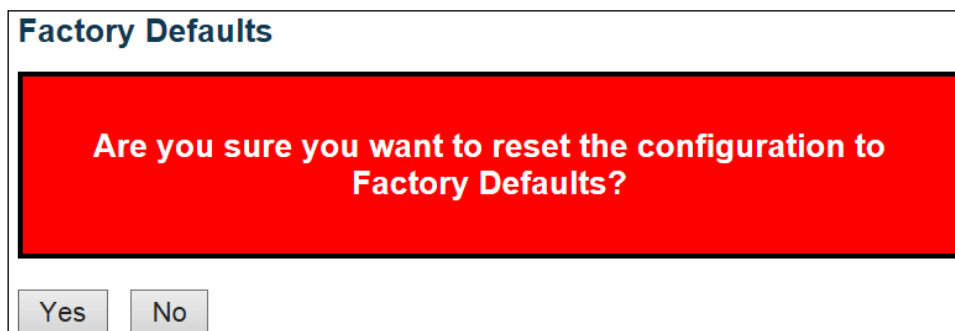 Factory Defaults
Are you sure you want to reset the configuration to
Factory Defaults?
Yes No